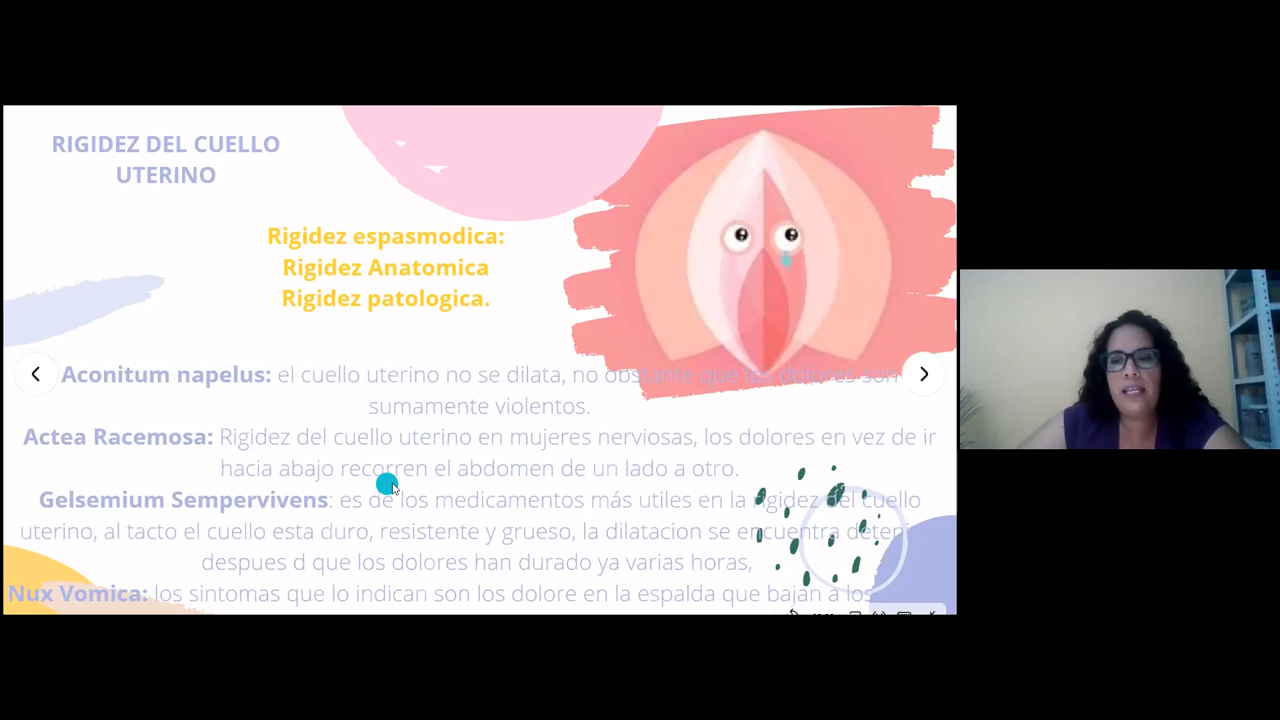 RIGIDEZ DEL CUELLO
UTERINO
Rigidez espasmodica:
Rigidez Anatomica
Rigidez patologica.
Aconitum napelus: el cuello uterino no se dilata, no obstante que los dolores son
sumamente violentos.
Actea Racemosa: Rigidez del cuello uterino en mujeres nerviosas, los dolores en vez de ir
hacia abajo recorren el abdomen de un lado a otro.
Gelsemium Sempervivens: es de los medicamentos más utiles en la rigidez del cuello
uterino, al tacto el cuello esta duro, resistente y grueso, la dilatacion se encuentra
despues d que los dolores han durado ya varias horas,
Nux Vomica: los sintomas que lo indican son los dolore en la espalda que bajan a los